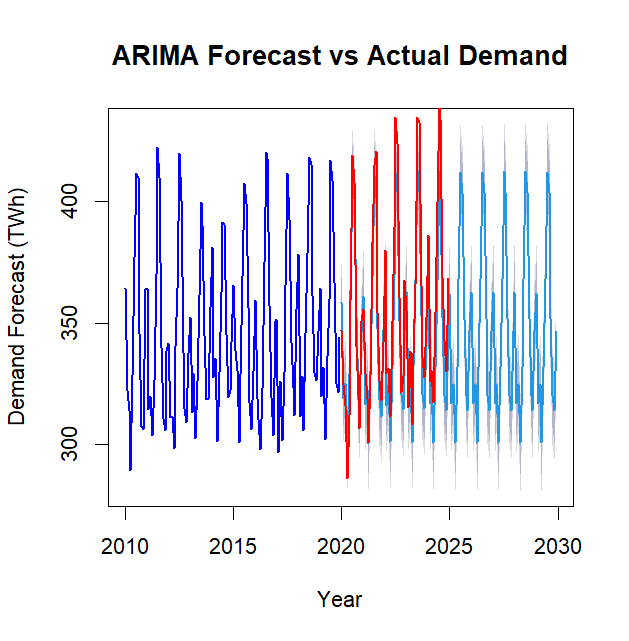 ARIMA Forecast vs Actual Demand
Demand Forecast (TWh)
400
350
300
2010 2015 2020 2025 2030
Year